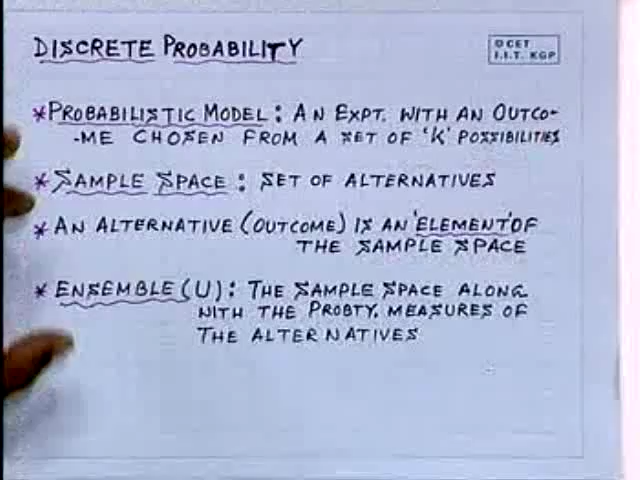 DISCRETE PROBABILITY
© CET
I.I.T. KGP
* PROBABILISTIC MODEL : AN EXPT. WITH AN OUTCO-
-ME CHOSEN FROM A SET OF 'K' POSSIBILITIES
* SAMPLE SPACE : SET OF ALTERNATIVES
* AN ALTERNATIVE (OUTCOME) IS AN 'ELEMENT' OF
THE SAMPLE SPACE
* ENSEMBLE (U) : THE SAMPLE SPACE ALONG
WITH THE PROBTY. MEASURES OF
THE ALTERNATIVES